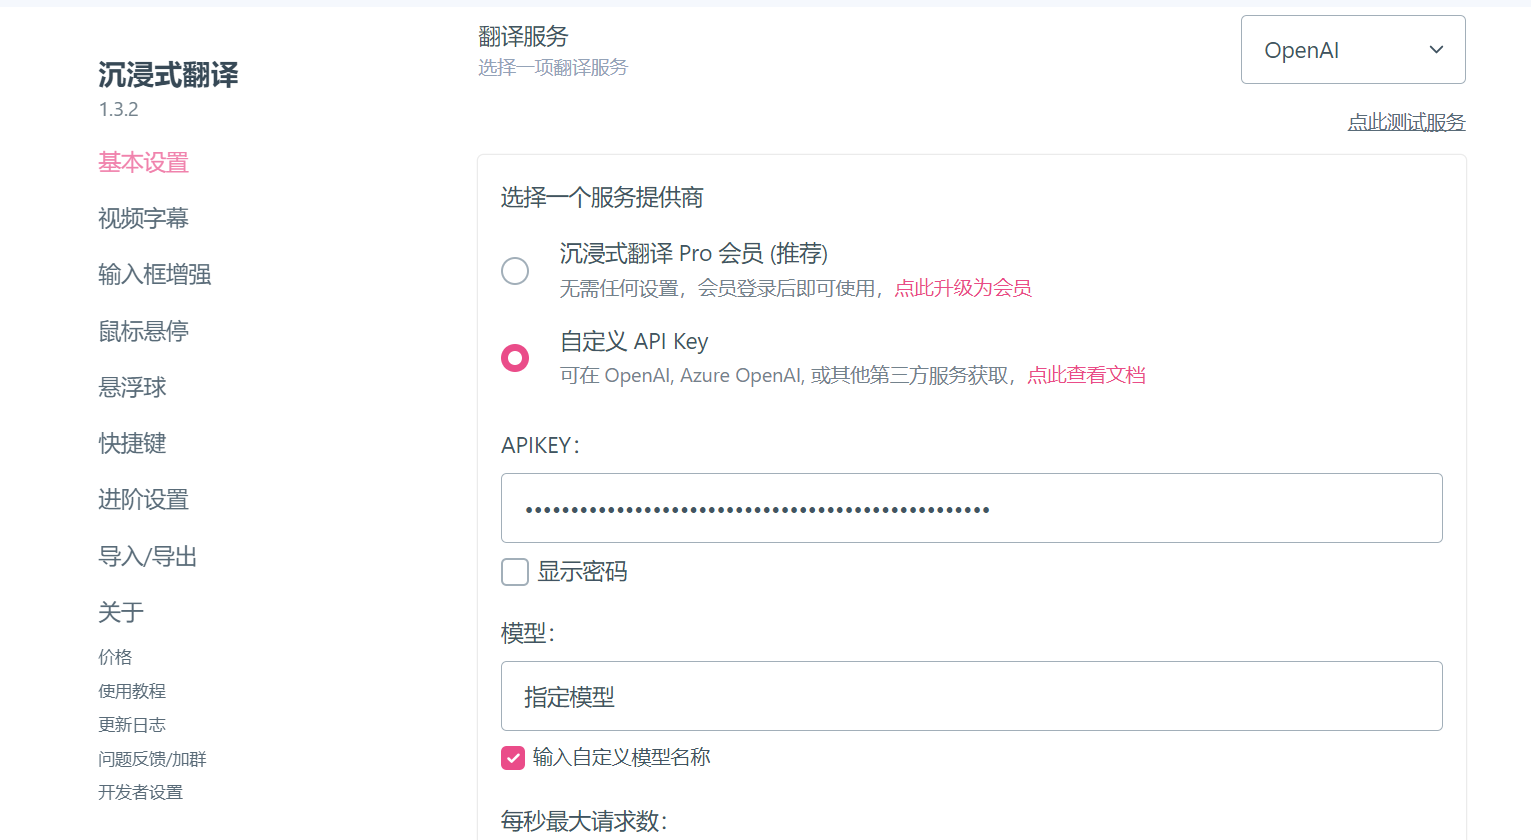 沉浸式翻译
1.3.2
基本设置
视频字幕
输入框增强
鼠标悬停
悬浮球
快捷键
进阶设置
导入/导出
关于
价格
使用教程
更新日志
问题反馈/加群
开发者设置
翻译服务
选择一项翻译服务
OpenAI
点此测试服务
选择一个服务提供商
沉浸式翻译 Pro 会员 (推荐)
无需任何设置，会员登录后即可使用，点此升级为会员
自定义 API Key
可在 OpenAI, Azure OpenAI, 或其他第三方服务获取，点此查看文档
APIKEY：
显示密码
模型：
指定模型
输入自定义模型名称
每秒最大请求数：